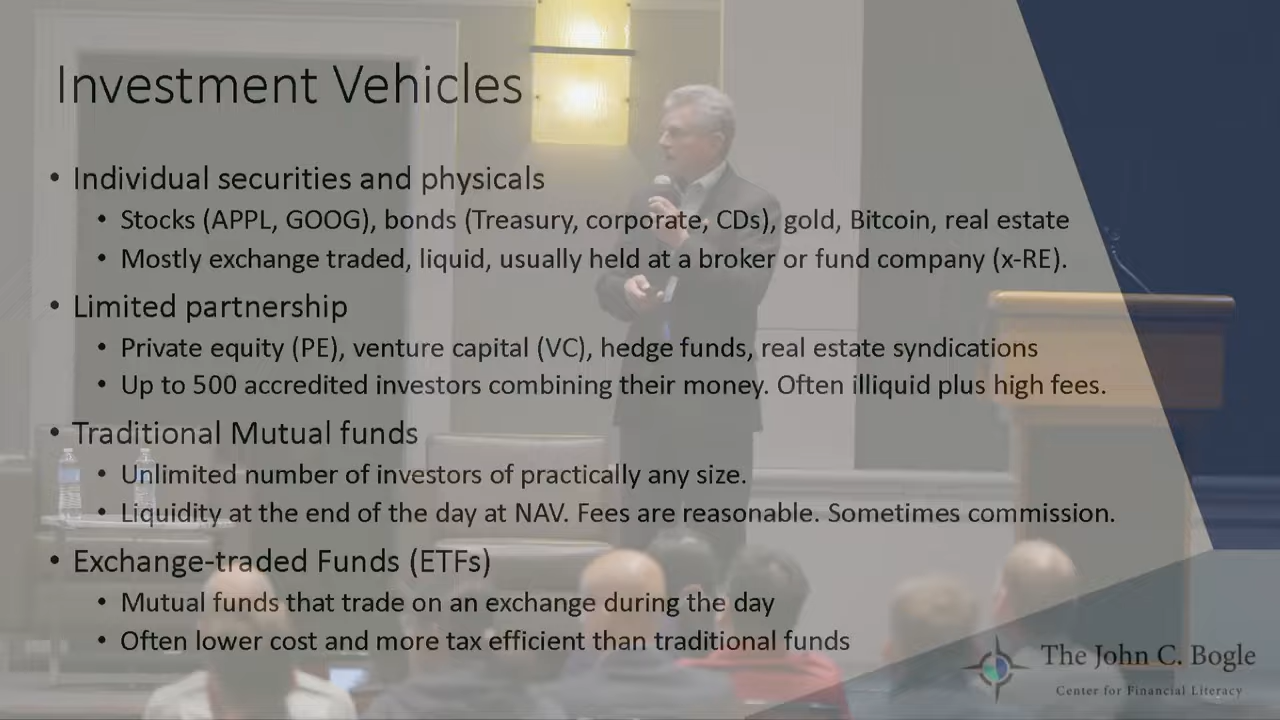 Investment Vehicles
• Individual securities and physicals
• Stocks (APPL, GOOG), bonds (Treasury, corporate, CDs), gold, Bitcoin, real estate
• Mostly exchange traded, liquid, usually held at a broker or fund company (x-RE).
• Limited partnership
• Private equity (PE), venture capital (VC), hedge funds, real estate syndications
• Up to 500 accredited investors combining their money. Often illiquid plus high fees.
• Traditional Mutual funds
• Unlimited number of investors of practically any size.
• Liquidity at the end of the day at NAV. Fees are reasonable. Sometimes commission.
• Exchange-traded Funds (ETFs)
• Mutual funds that trade on an exchange during the day
• Often lower cost and more tax efficient than traditional funds
The John C. Bogle
Center for Financial Literacy